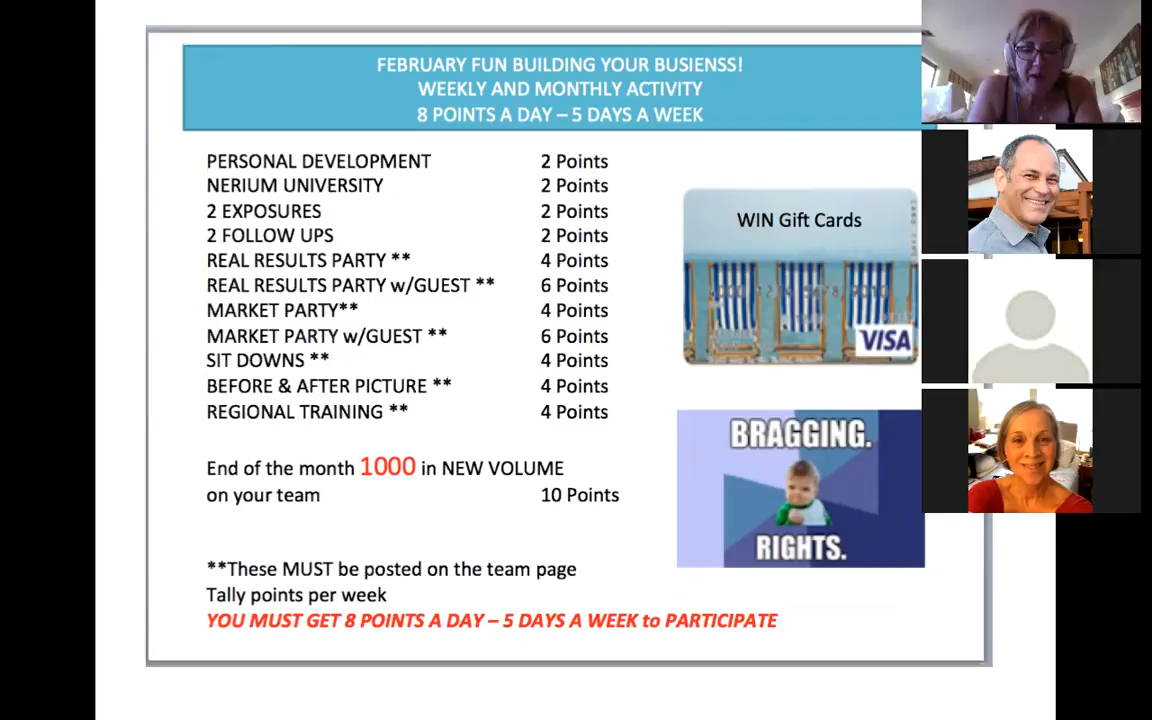 FEBRUARY FUN BUILDING YOUR BUSIENSS!
WEEKLY AND MONTHLY ACTIVITY
8 POINTS A DAY – 5 DAYS A WEEK
PERSONAL DEVELOPMENT 2 Points
NERIUM UNIVERSITY 2 Points
2 EXPOSURES 2 Points
2 FOLLOW UPS 2 Points
REAL RESULTS PARTY ** 4 Points
REAL RESULTS PARTY w/GUEST ** 6 Points
MARKET PARTY** 4 Points
MARKET PARTY w/GUEST ** 6 Points
SIT DOWNS ** 4 Points
BEFORE & AFTER PICTURE ** 4 Points
REGIONAL TRAINING ** 4 Points
End of the month 1000 in NEW VOLUME
on your team 10 Points
**These MUST be posted on the team page
Tally points per week
YOU MUST GET 8 POINTS A DAY – 5 DAYS A WEEK to PARTICIPATE
WIN Gift Cards
VISA
BRAGGING.
RIGHTS.